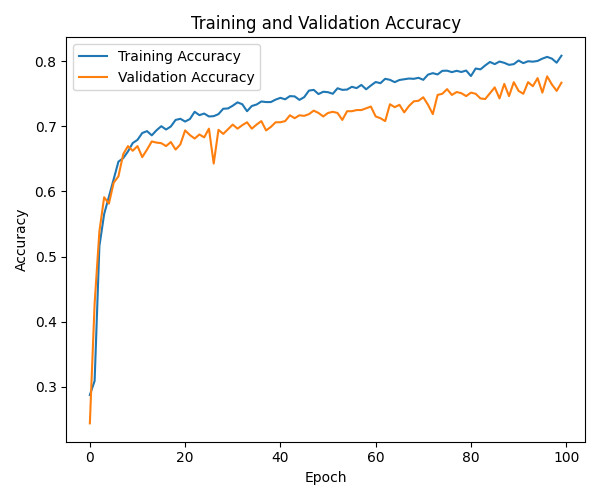 Training and Validation Accuracy
Training Accuracy
Validation Accuracy
0.8
0.7
0.6
0.5
0.4
0.3
Accuracy
0 20 40 60 80 100
Epoch